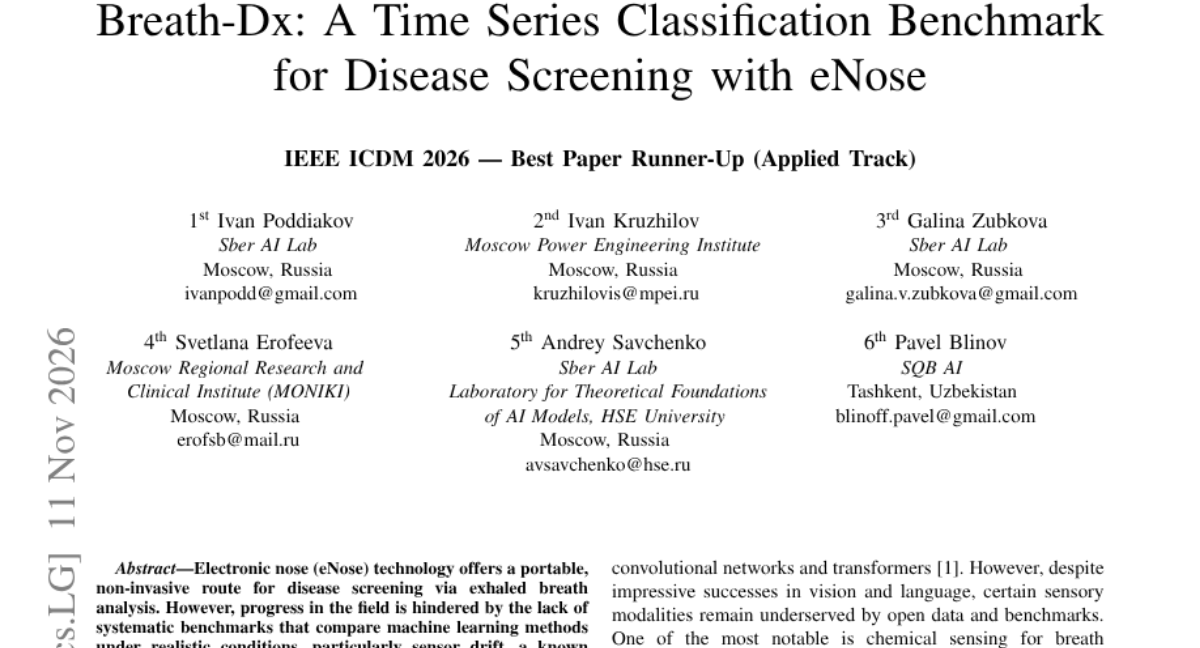 Breath-Dx: A Time Series Classification Benchmark
for Disease Screening with eNose
IEEE ICDM 2026 — Best Paper Runner-Up (Applied Track)
1st Ivan Poddiakov
Sber AI Lab
Moscow, Russia
ivanpodd@gmail.com
2nd Ivan Kruzhilov
Moscow Power Engineering Institute
Moscow, Russia
kruzhilovis@mpei.ru
3rd Galina Zubkova
Sber AI Lab
Moscow, Russia
galina.v.zubkova@gmail.com
4th Svetlana Erofeeva
Moscow Regional Research and
Clinical Institute (MONIKI)
Moscow, Russia
erofsb@mail.ru
5th Andrey Savchenko
Sber AI Lab
Laboratory for Theoretical Foundations
of AI Models, HSE University
Moscow, Russia
avsavchenko@hse.ru
6th Pavel Blinov
SQB AI
Tashkent, Uzbekistan
blinoff.pavel@gmail.com
cs.LG] 11 Nov 2026
Abstract—Electronic nose (eNose) technology offers a portable,
non-invasive route for disease screening via exhaled breath
analysis. However, progress in the field is hindered by the lack of
systematic benchmarks that compare machine learning methods
under realistic conditions, particularly sensor drift, a known
convolutional networks and transformers [1]. However, despite
impressive successes in vision and language, certain sensory
modalities remain underserved by open data and benchmarks.
One of the most notable is chemical sensing for breath